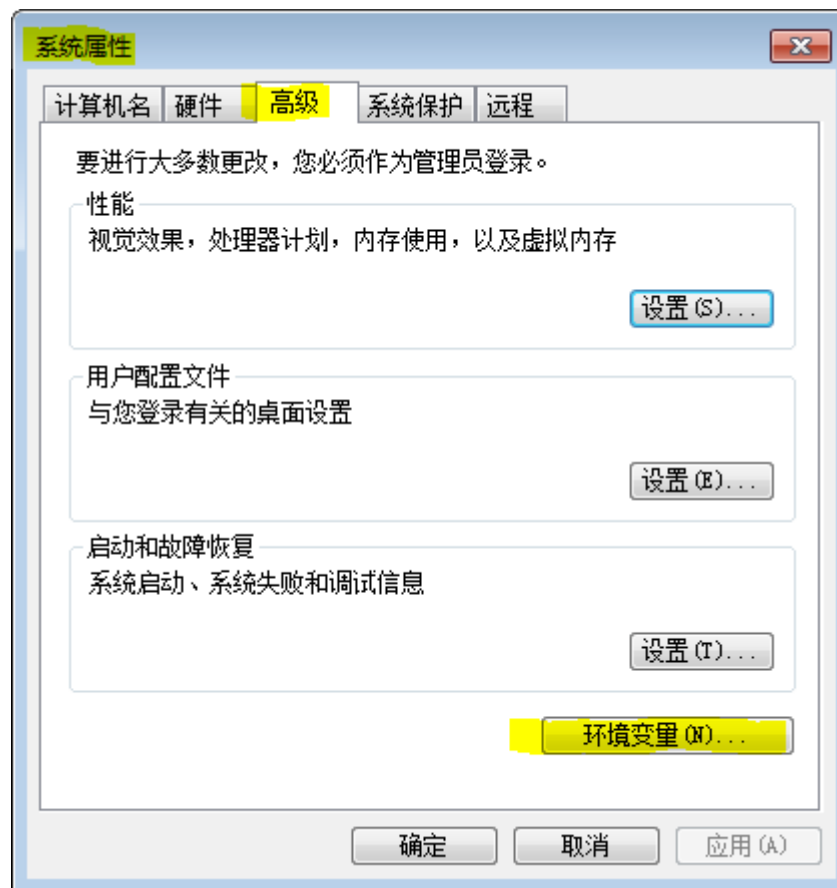 系统属性
计算机名 硬件 高级 系统保护 远程
要进行大多数更改，您必须作为管理员登录。
性能
视觉效果，处理器计划，内存使用，以及虚拟内存
设置(S)...
用户配置文件
与您登录有关的桌面设置
设置(E)...
启动和故障恢复
系统启动、系统失败和调试信息
设置(T)...
环境变量(N)...
确定 取消 应用(A)